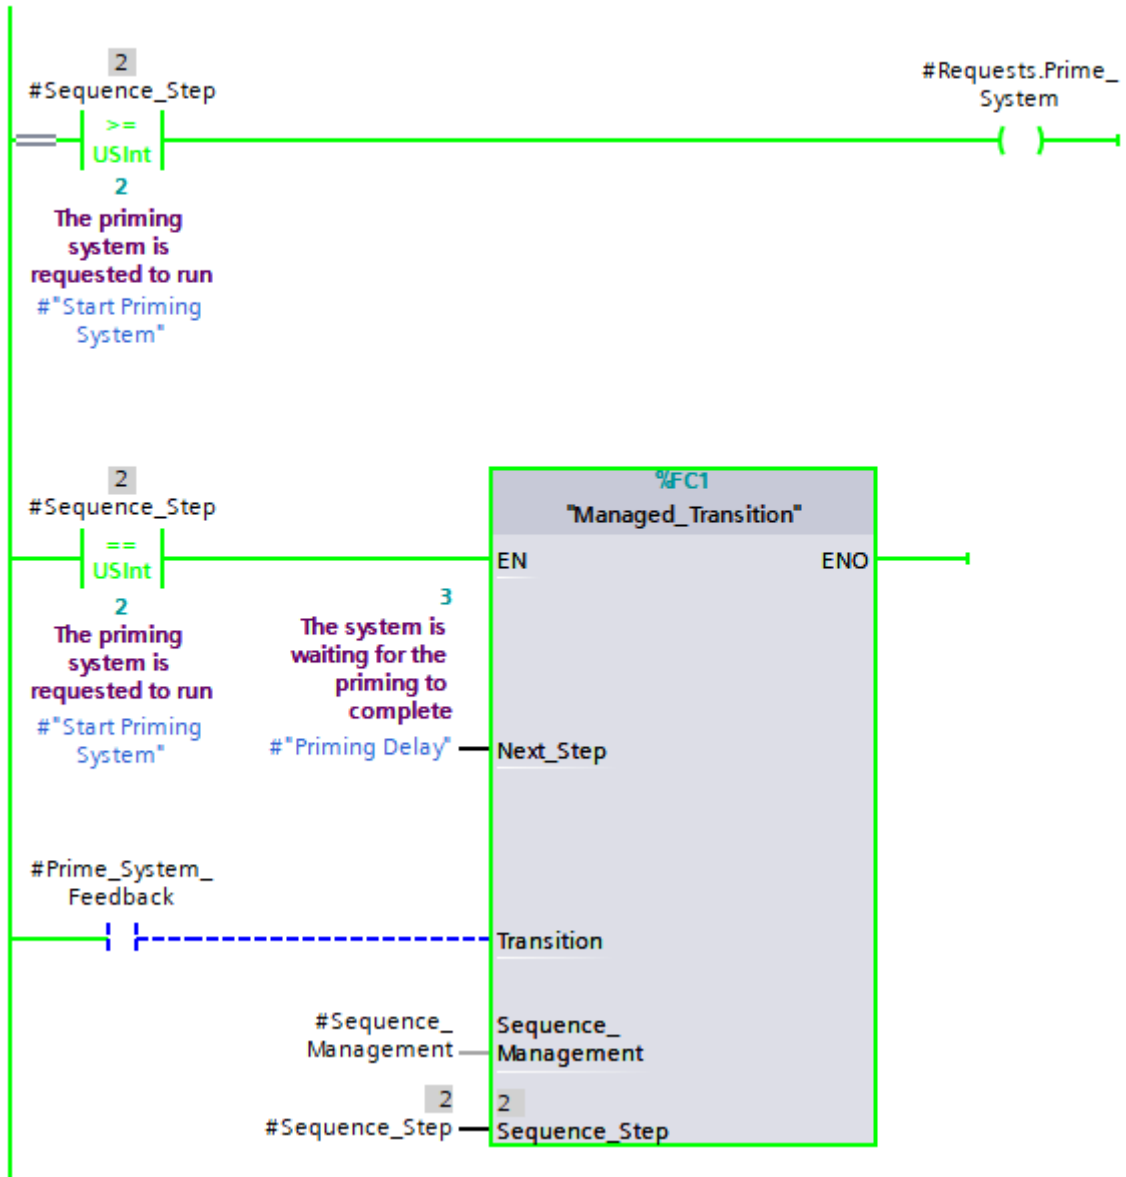 2
#Sequence_Step
>=
USInt
2
The priming
system is
requested to run
#"Start Priming
System"
#Requests.Prime_
System
( )
2
#Sequence_Step
==
USInt
2
The priming
system is
requested to run
#"Start Priming
System"
%FC1
"Managed_Transition"
EN
ENO
3
The system is
waiting for the
priming to
complete
#"Priming Delay"
Next_Step
#Prime_System_
Feedback
Transition
#Sequence_
Management
Sequence_
Management
2
#Sequence_Step
2
Sequence_Step